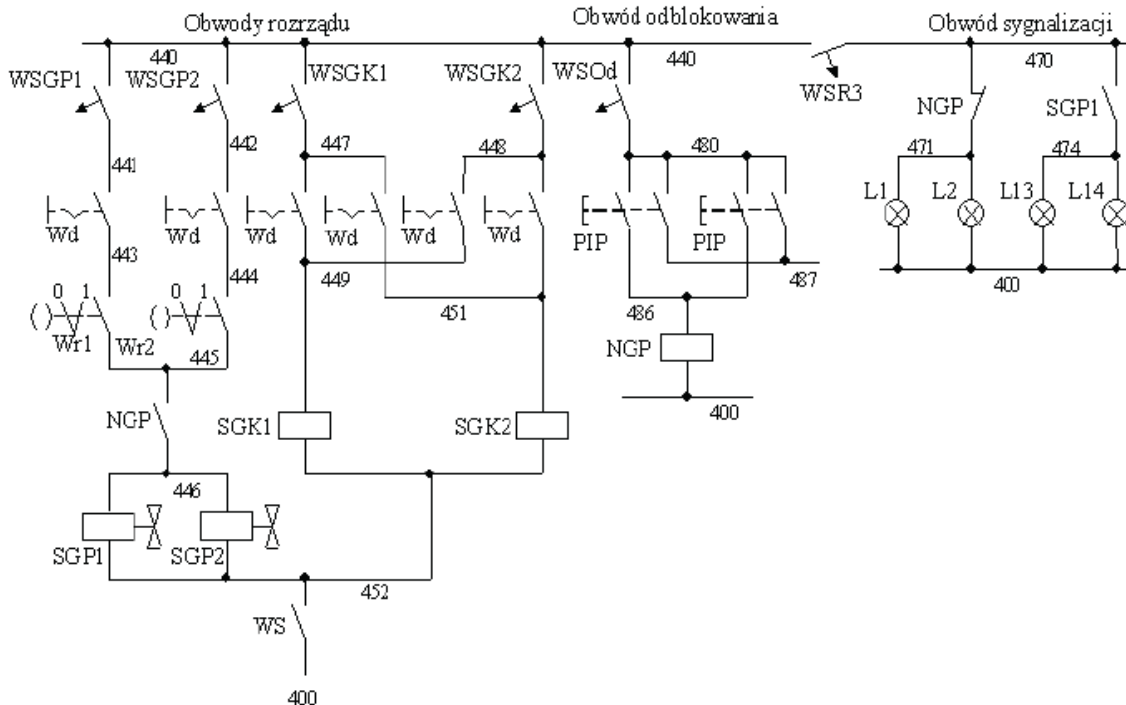 Obwody rozrządu
Obwód odblokowania
Obwód sygnalizacji
440
440
470
WSGP1
WSGP2
WSGK1
WSGK2
WSOd
WSR3
NGP
SGP1
441
442
447
448
480
471
474
L1
L2
L13
L14
Wd
Wd
Wd
Wd
Wd
Wd
PIP
PIP
443
444
449
451
487
400
0 1
0 1
( )
( )
Wr1
Wr2
445
486
NGP
NGP
400
SGK1
SGK2
446
SGP1
SGP2
452
WS
400